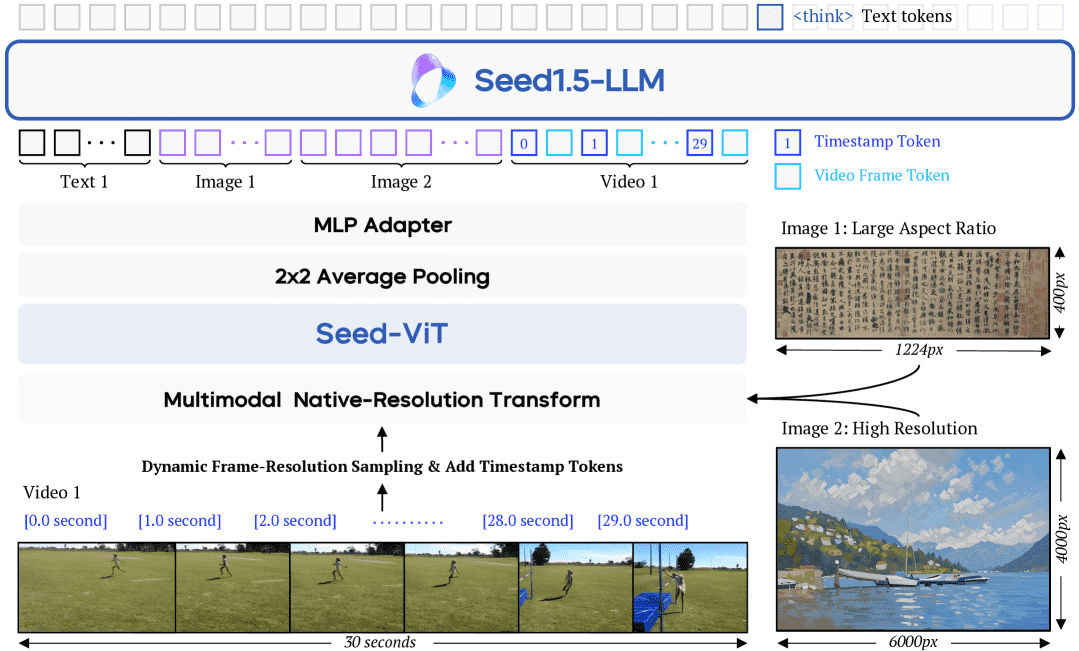 <think> Text tokens
Seed1.5-LLM
0 1 ... 29
1 Timestamp Token
Video Frame Token
Text 1 Image 1 Image 2 Video 1
MLP Adapter
2x2 Average Pooling
Seed-ViT
Multimodal Native-Resolution Transform
Image 1: Large Aspect Ratio
400px
1224px
Image 2: High Resolution
4000px
6000px
Dynamic Frame-Resolution Sampling & Add Timestamp Tokens
Video 1
[0.0 second] [1.0 second] [2.0 second] .......... [28.0 second] [29.0 second]
30 seconds